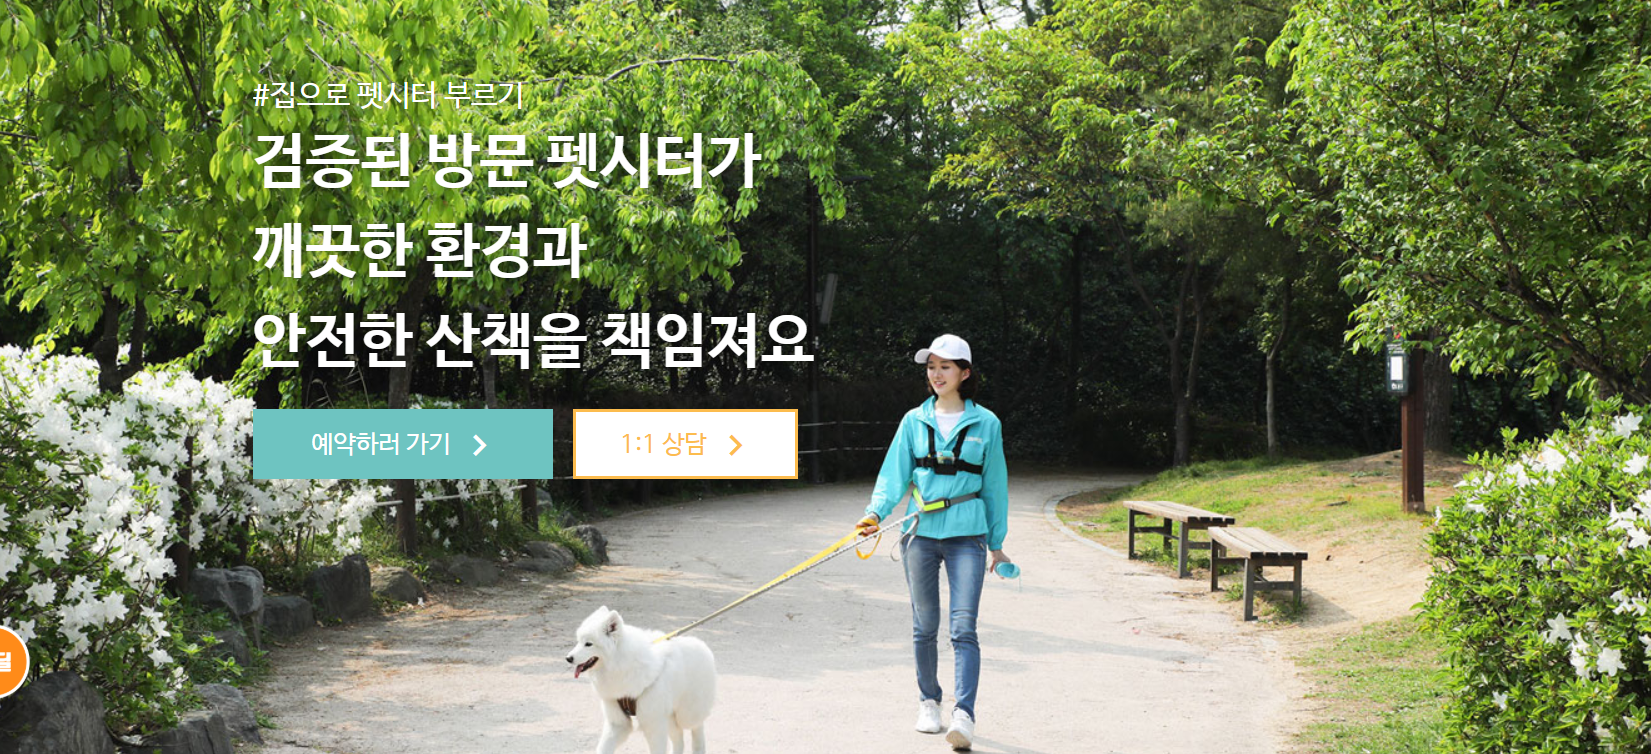 #집으로 펫시터 부르기
검증된 방문 펫시터가
깨끗한 환경과
안전한 산책을 책임져요
예약하러 가기
1:1 상담
딜